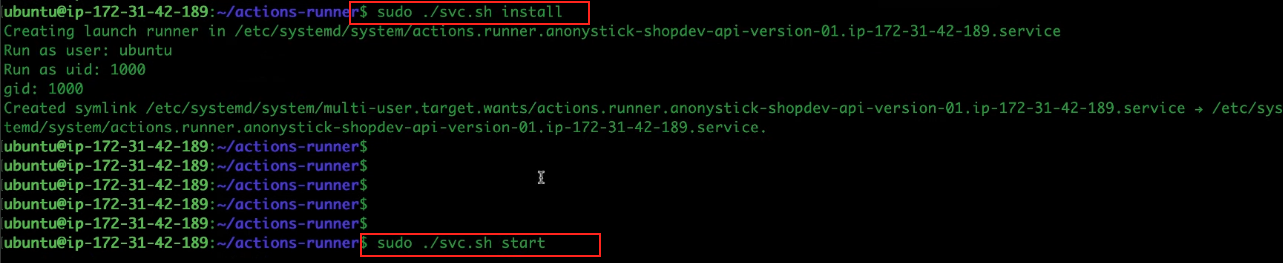 ubuntu@ip-172-31-42-189:~/actions-runner$ sudo ./svc.sh install
Creating launch runner in /etc/systemd/system/actions.runner.anonystick-shopdev-api-version-01.ip-172-31-42-189.service
Run as user: ubuntu
Run as uid: 1000
gid: 1000
Created symlink /etc/systemd/system/multi-user.target.wants/actions.runner.anonystick-shopdev-api-version-01.ip-172-31-42-189.service → /etc/sys
temd/system/actions.runner.anonystick-shopdev-api-version-01.ip-172-31-42-189.service.
ubuntu@ip-172-31-42-189:~/actions-runner$
ubuntu@ip-172-31-42-189:~/actions-runner$
ubuntu@ip-172-31-42-189:~/actions-runner$
ubuntu@ip-172-31-42-189:~/actions-runner$
ubuntu@ip-172-31-42-189:~/actions-runner$
ubuntu@ip-172-31-42-189:~/actions-runner$ sudo ./svc.sh start